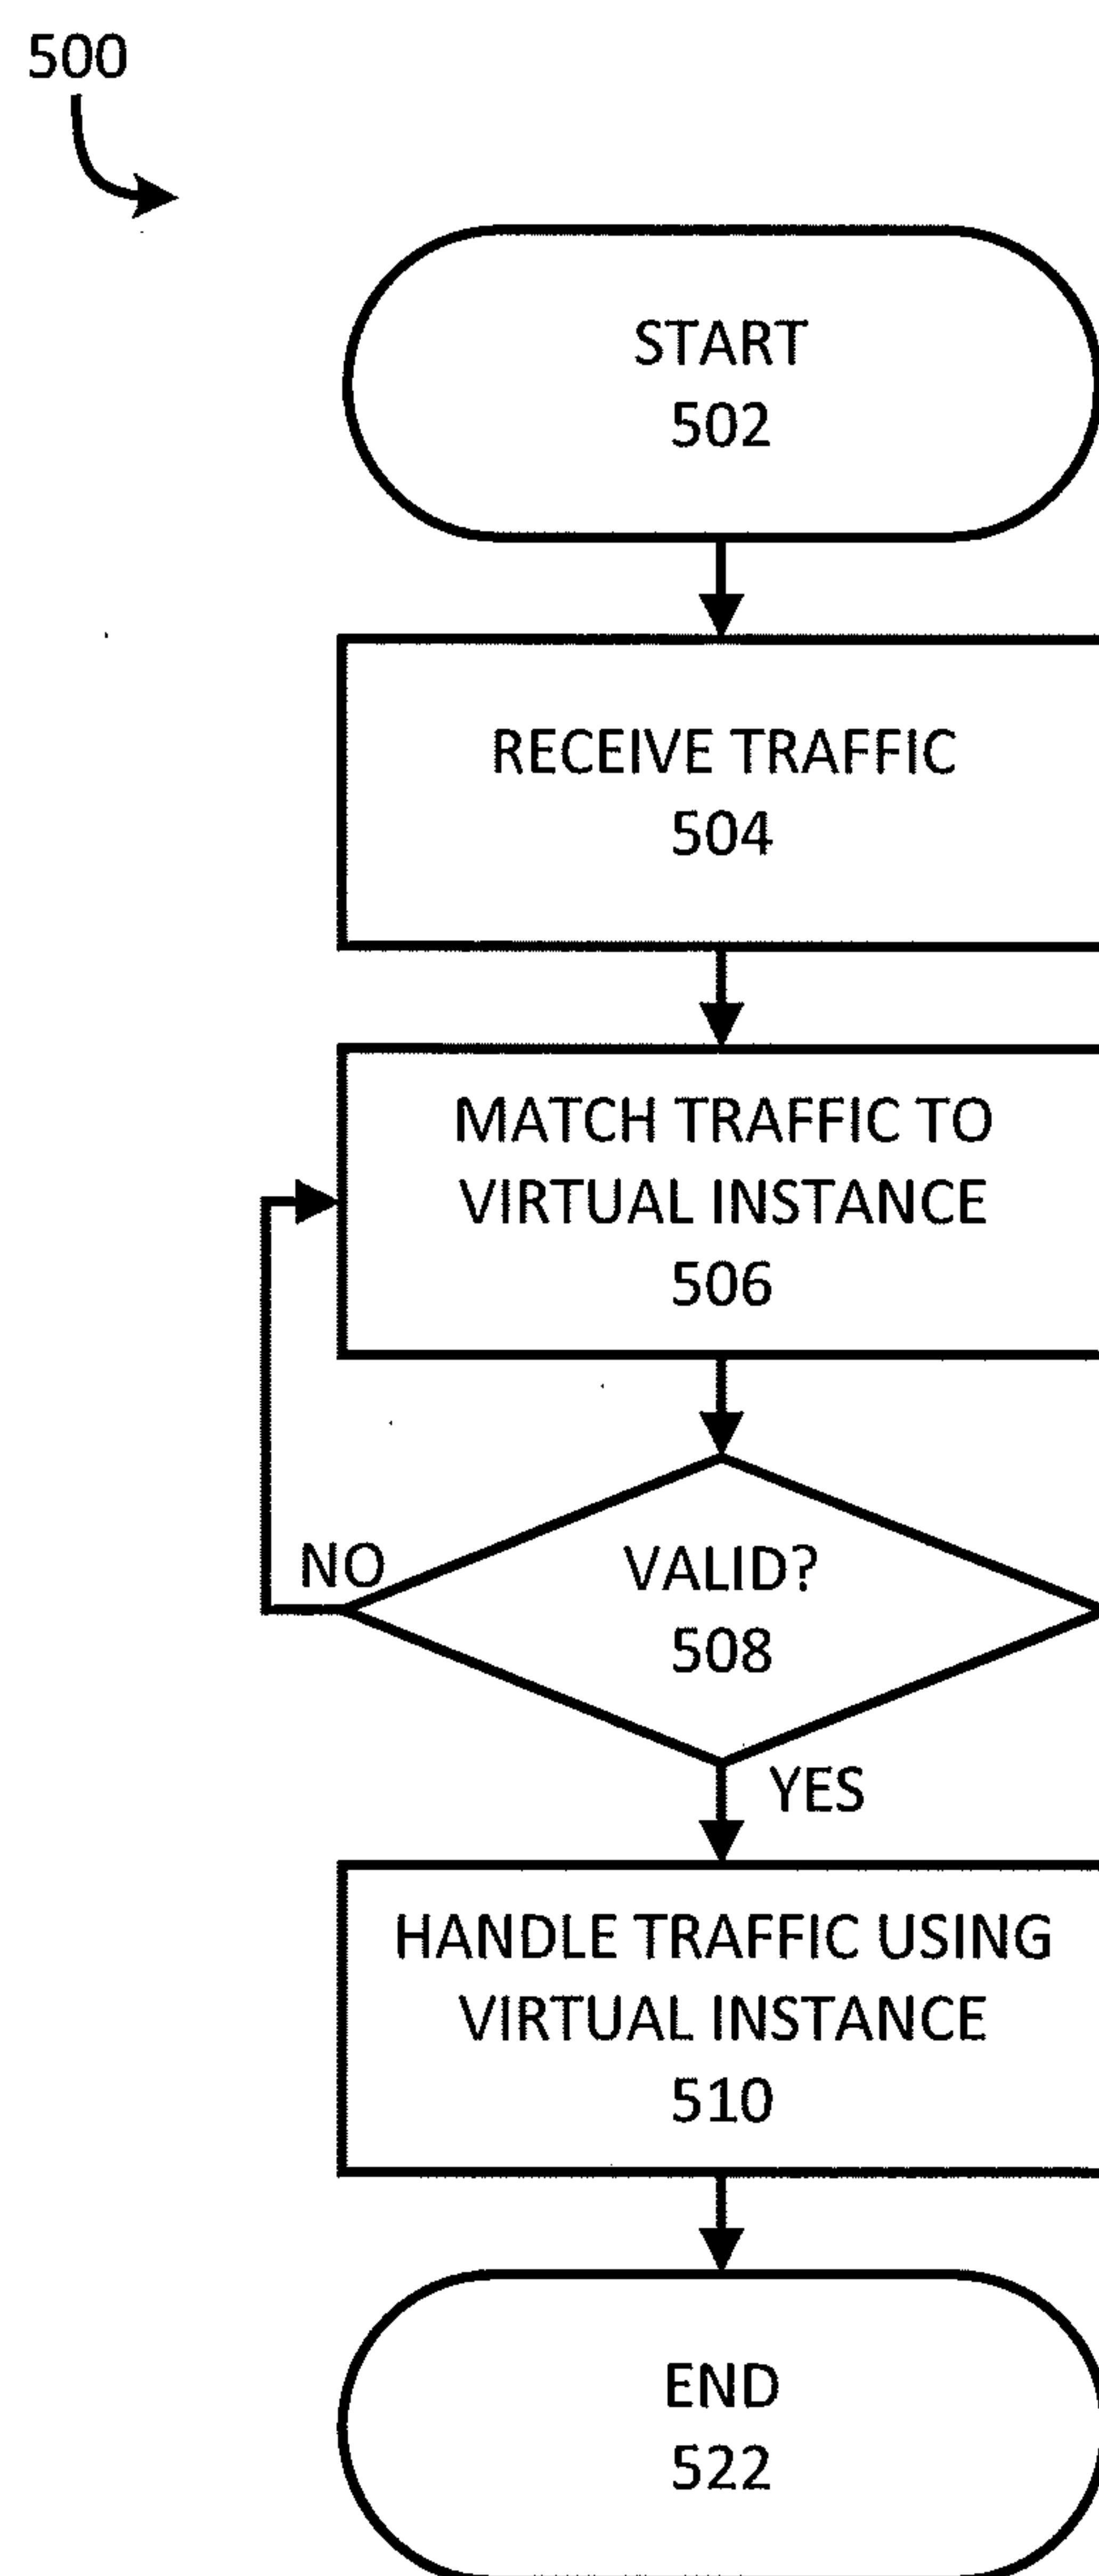 500
START
502
RECEIVE TRAFFIC
504
MATCH TRAFFIC TO
VIRTUAL INSTANCE
506
VALID?
508
NO
YES
HANDLE TRAFFIC USING
VIRTUAL INSTANCE
510
END
522